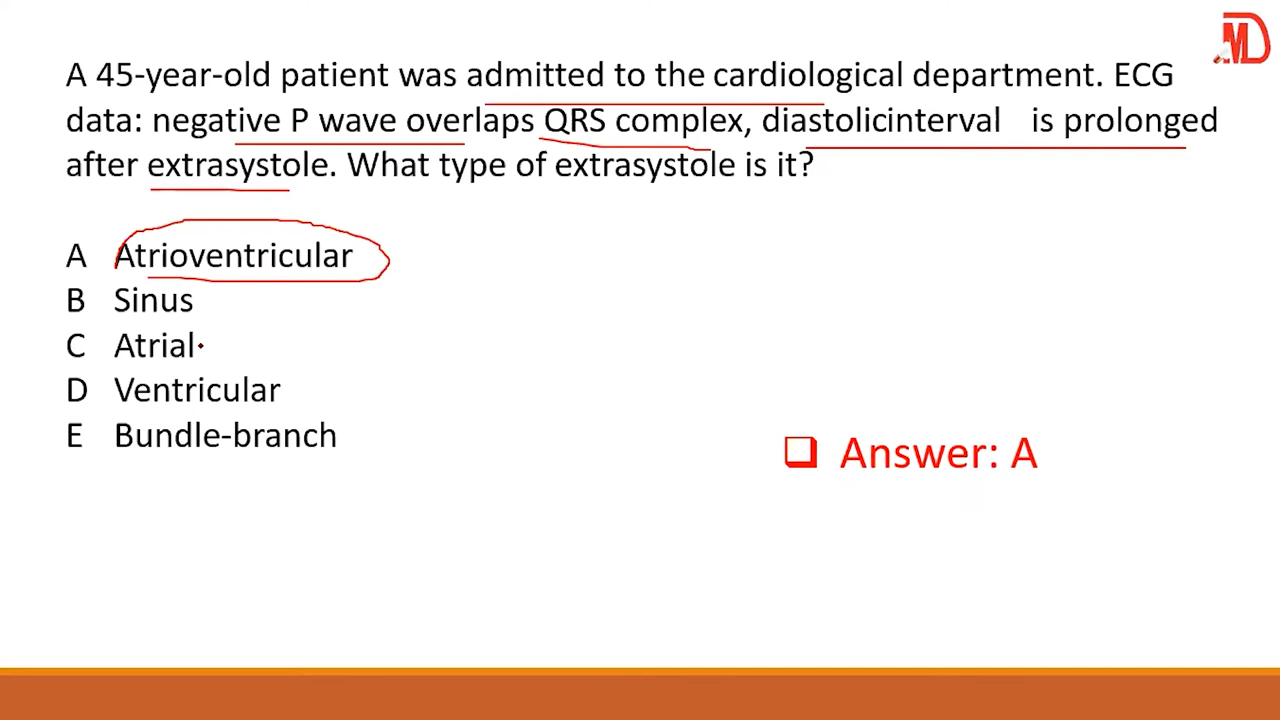 MD
A 45-year-old patient was admitted to the cardiological department. ECG
data: negative P wave overlaps QRS complex, diastolicinterval is prolonged
after extrasystole. What type of extrasystole is it?
A Atrioventricular
B Sinus
C Atrial
D Ventricular
E Bundle-branch
❑ Answer: A